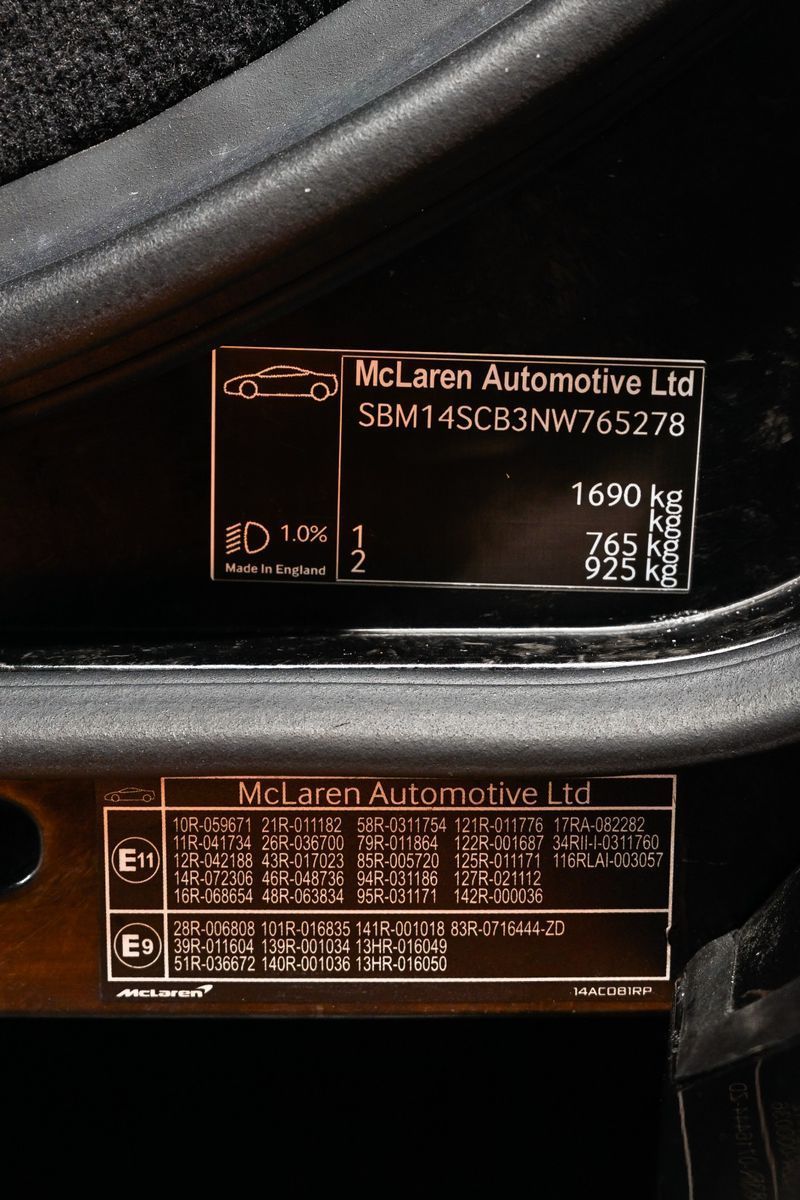 McLaren Automotive Ltd
SBM14SCB3NW765278
1690 kg
kg
1.0% 1 765 kg
Made In England 2 925 kg
McLaren Automotive Ltd
E11
10R-059671 21R-011182 58R-0311754 121R-011776 17RA-082282
11R-041734 26R-036700 79R-011864 122R-001687 34RII-I-0311760
12R-042188 43R-017023 85R-005720 125R-011171 116RLAI-003057
14R-072306 46R-048736 94R-031186 127R-021112
16R-068654 48R-063834 95R-031171 142R-000036
E9
28R-006808 101R-016835 141R-001018 83R-0716444-ZD
39R-011604 139R-001034 13HR-016049
51R-036672 140R-001036 13HR-016050
McLaren 14AC081RP